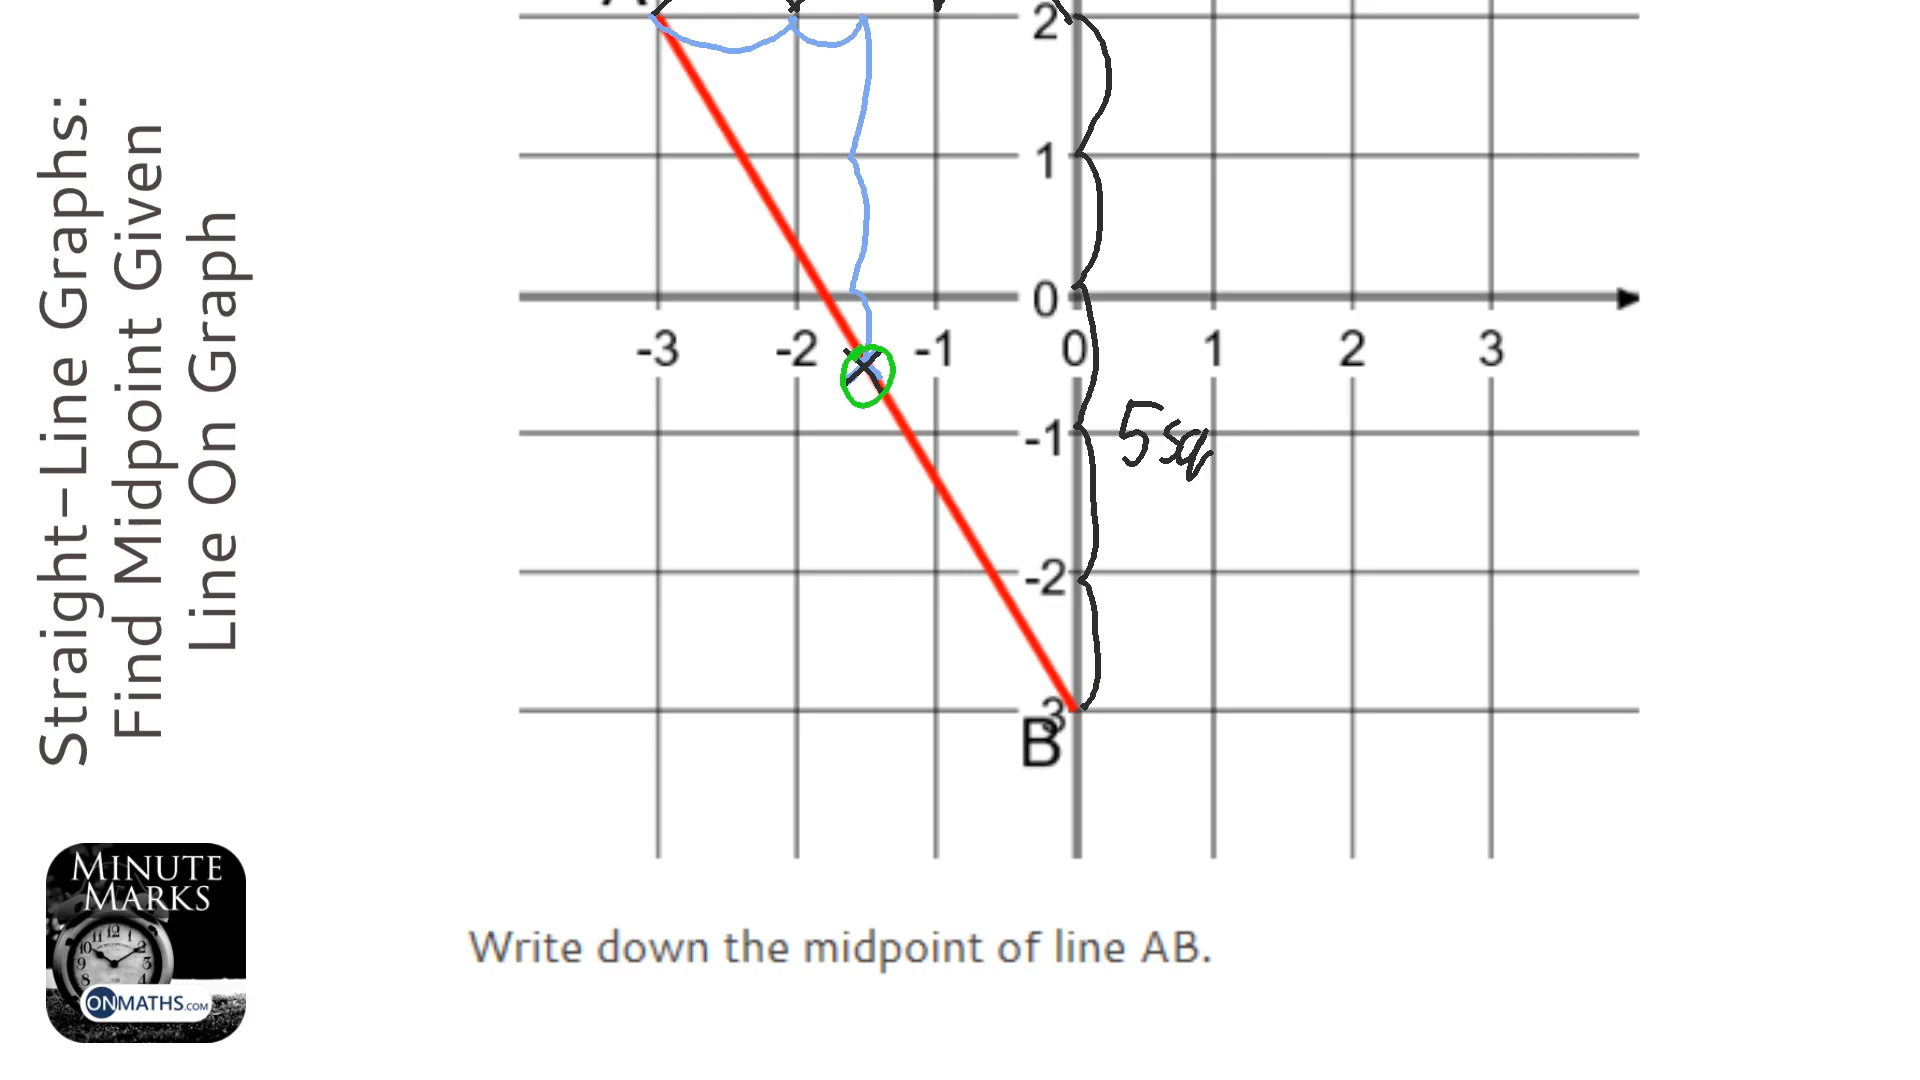 Straight-Line Graphs:
Find Midpoint Given
Line On Graph
2
1
0
-3 -2 -1 0 1 2 3
-1
5sq
-2
3
B
Write down the midpoint of line AB.
MINUTE
MARKS
ONMATHS.COM